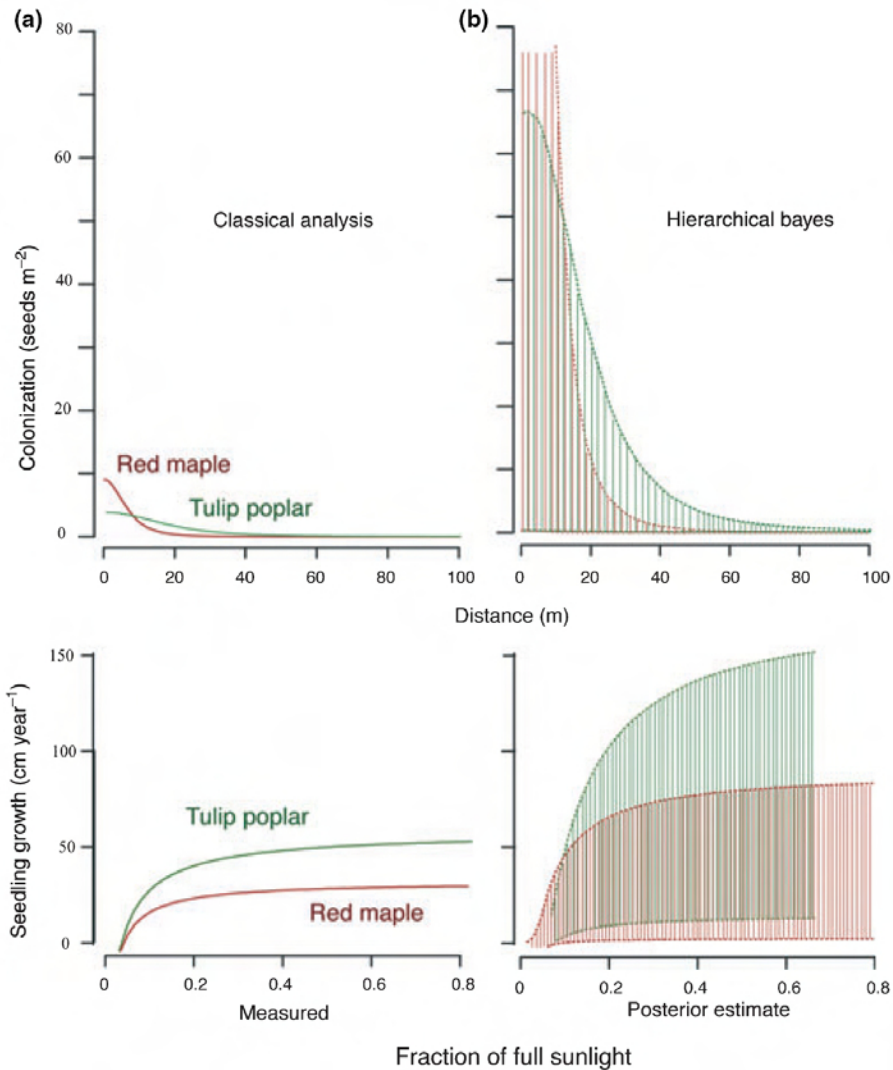 (a)
(b)
Colonization (seeds m⁻²)
80
60
40
20
0
Classical analysis
Red maple
Tulip poplar
0 20 40 60 80 100
Hierarchical bayes
0 20 40 60 80 100
Distance (m)
Seedling growth (cm year⁻¹)
150
100
50
0
Tulip poplar
Red maple
0 0.2 0.4 0.6 0.8
Measured
0 0.2 0.4 0.6 0.8
Posterior estimate
Fraction of full sunlight